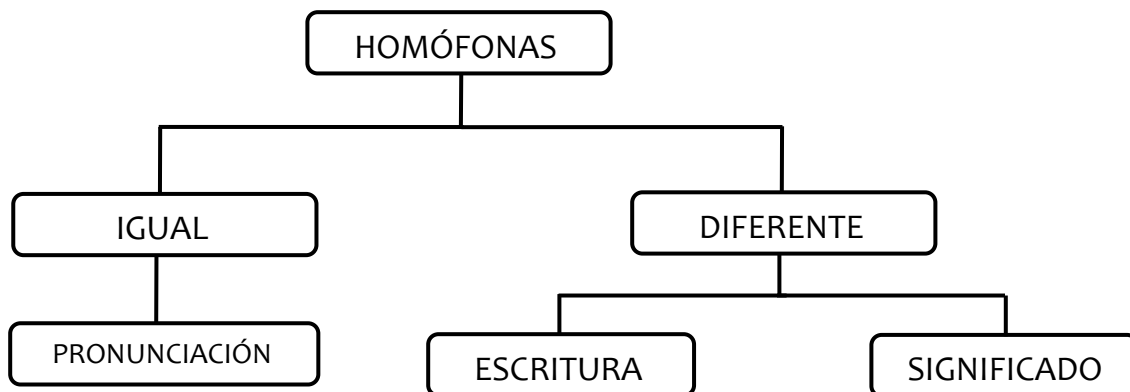 HOMÓFONAS
IGUAL
DIFERENTE
PRONUNCIACIÓN
ESCRITURA
SIGNIFICADO